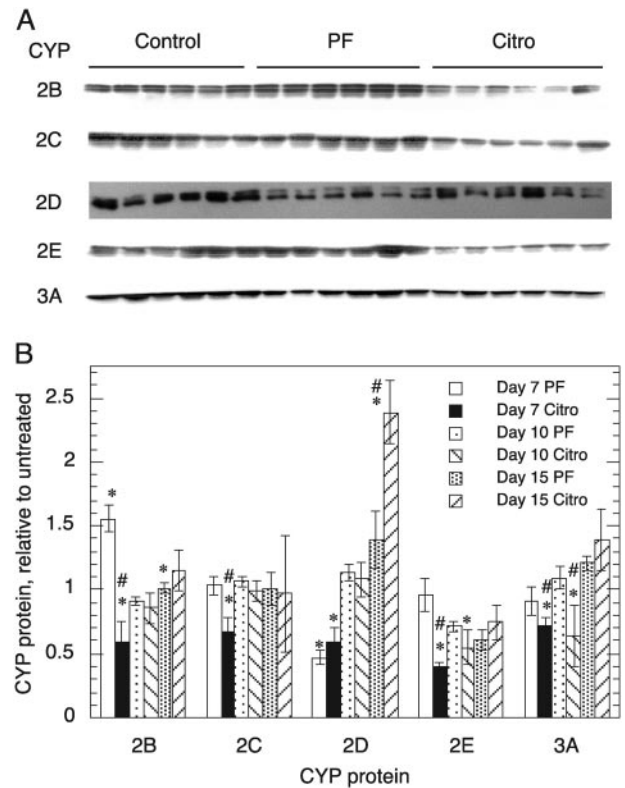 A
CYP Control PF Citro
2B
2C
2D
2E
3A
B
CYP protein, relative to untreated
2.5
2
1.5
1
0.5
0
Day 7 PF
Day 7 Citro
Day 10 PF
Day 10 Citro
Day 15 PF
Day 15 Citro
* # * * # * * * # * # * * # * # *
2B 2C 2D 2E 3A
CYP protein